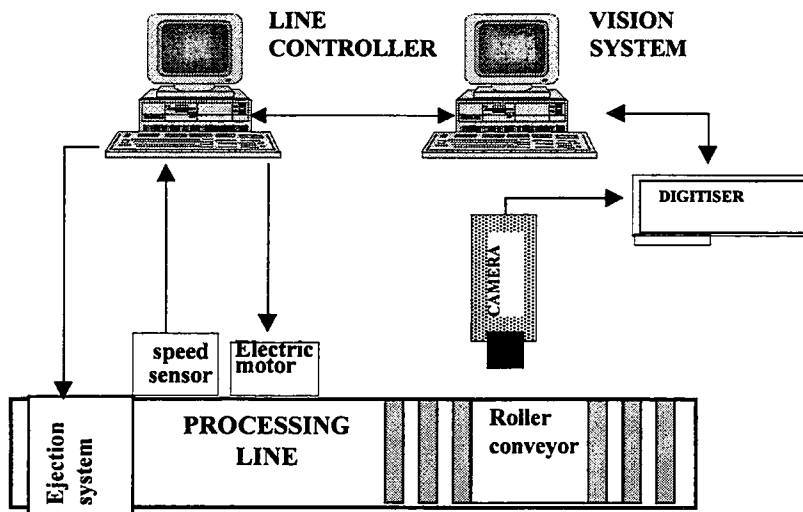 LINE
CONTROLLER
VISION
SYSTEM
DIGITISER
CAMERA
speed
sensor
Electric
motor
Ejection
system
PROCESSING
LINE
Roller
conveyor